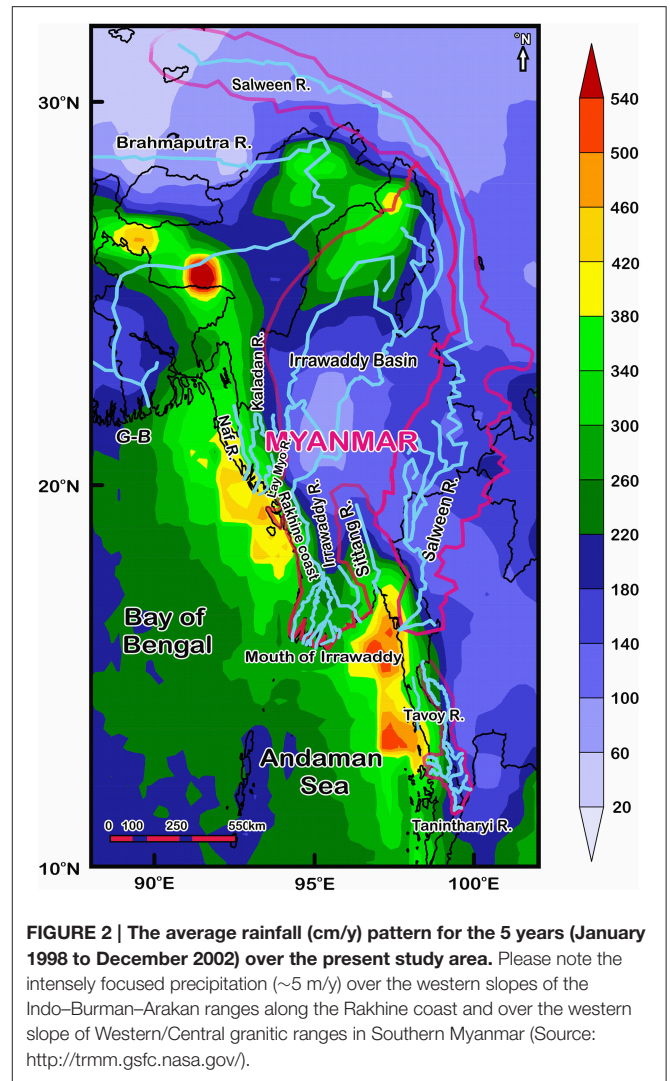 °N
Salween R.
30°N
Brahmaputra R.
540
500
460
420
380
340
300
260
220
180
140
100
60
20
Kaladan R.
Irrawaddy Basin
G-B
Naf R.
MYANMAR
Lay Myo R.
20°N
Rakhine coast
Irrawaddy R.
Sittang R.
Salween R.
Bay of
Bengal
Mouth of Irrawaddy
Tavoy R.
Andaman
Sea
0 100 250 550km
Tanintharyi R.
10°N
90°E 95°E 100°E
FIGURE 2 | The average rainfall (cm/y) pattern for the 5 years (January
1998 to December 2002) over the present study area. Please note the
intensely focused precipitation (∼5 m/y) over the western slopes of the
Indo–Burman–Arakan ranges along the Rakhine coast and over the western
slope of Western/Central granitic ranges in Southern Myanmar (Source:
http://trmm.gsfc.nasa.gov/).